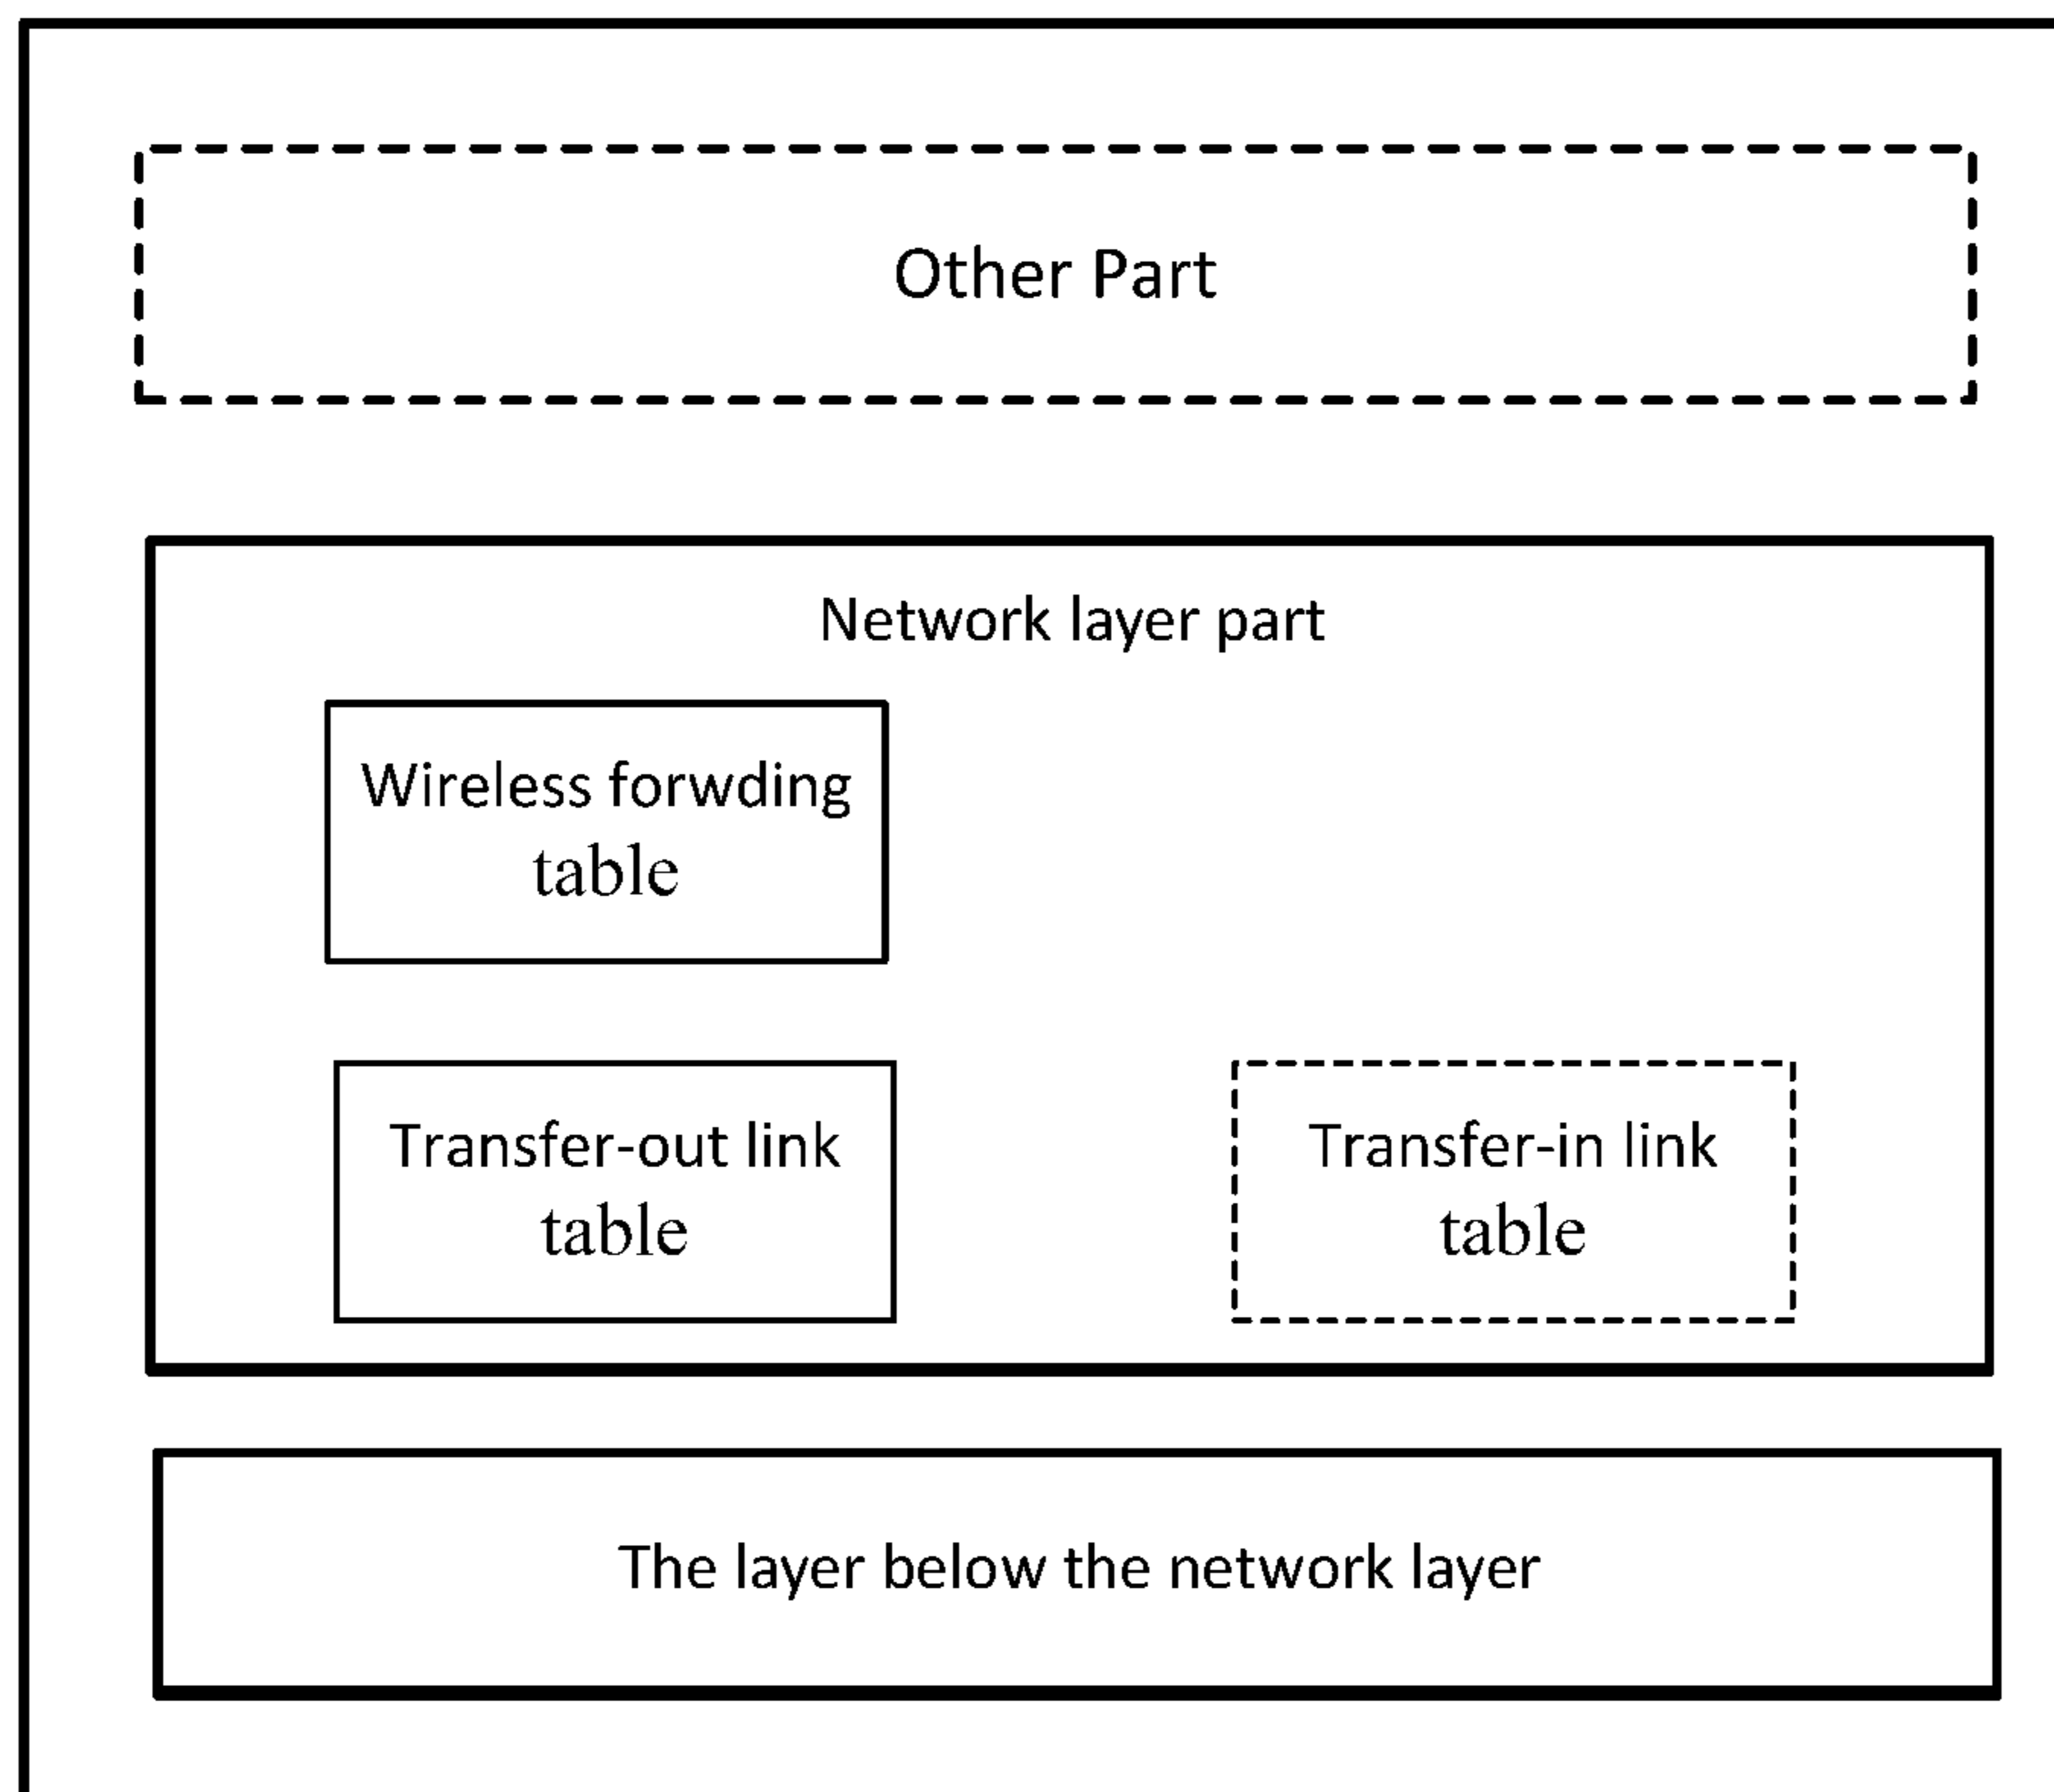 Other Part
Network layer part
Wireless forwding
table
Transfer-out link
table
Transfer-in link
table
The layer below the network layer